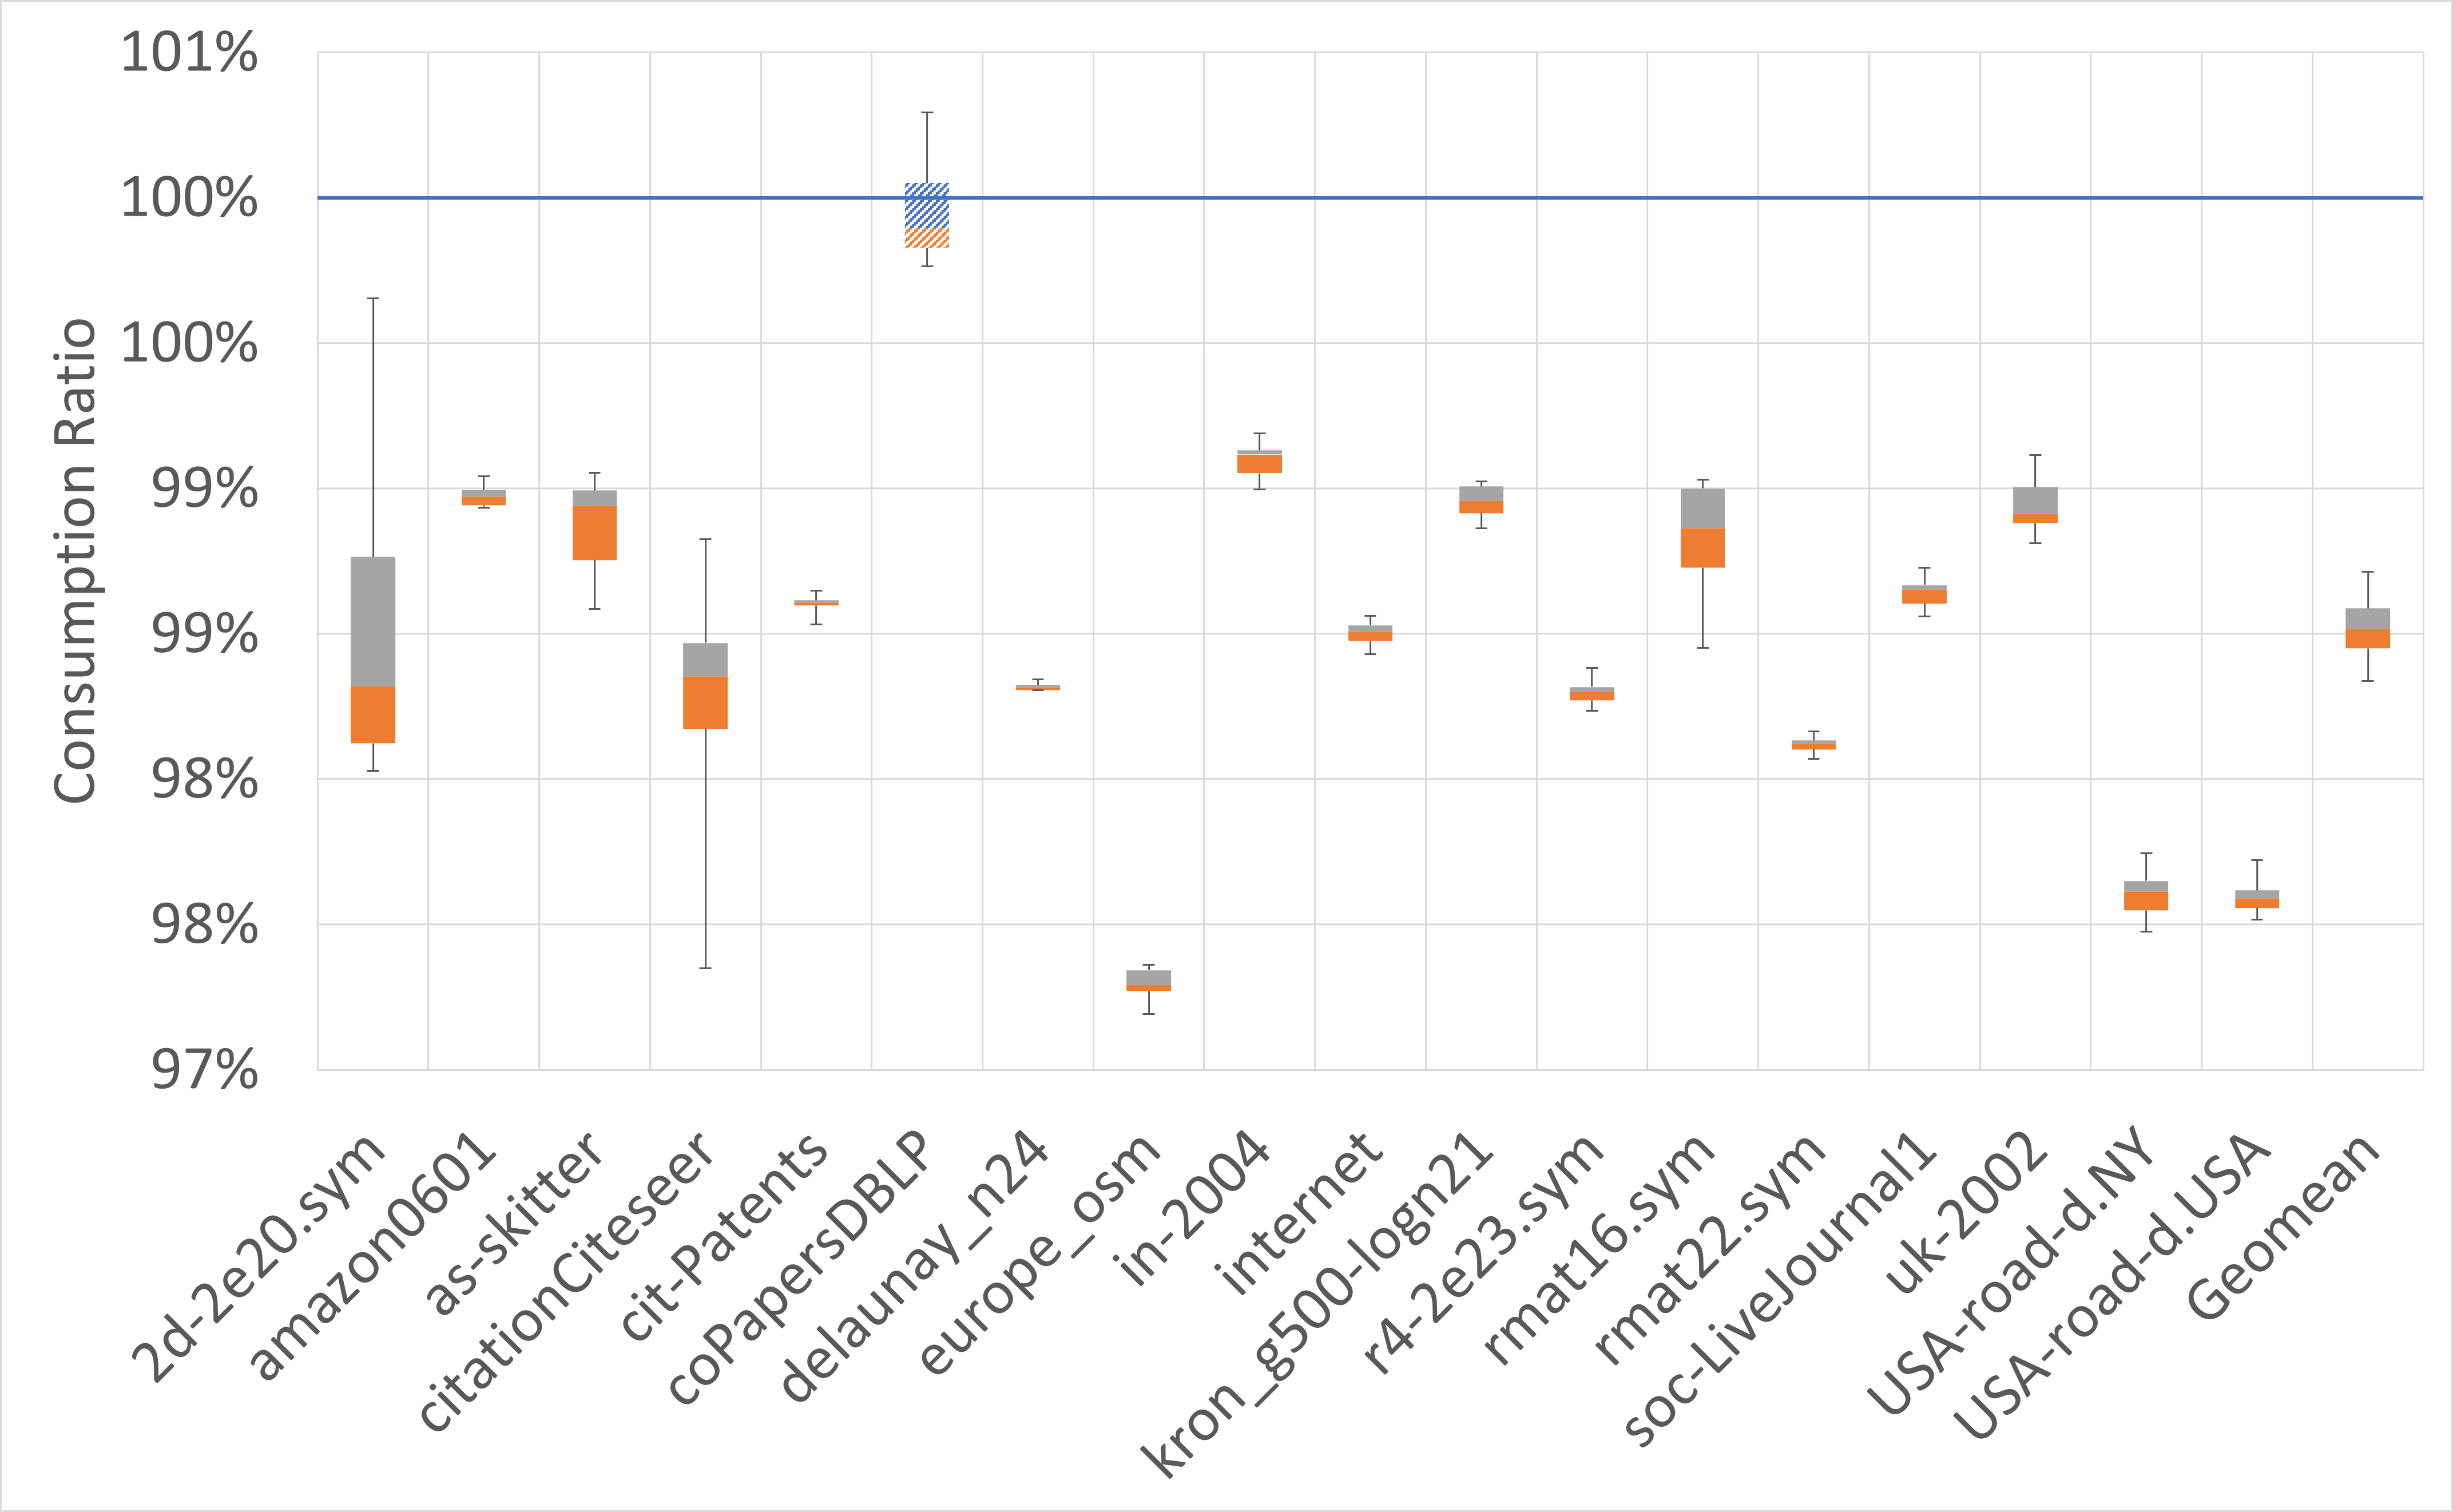 101%
100%
100%
99%
99%
98%
98%
97%
Consumption Ratio
2d-2e20.sym
amazon0601
as-skitter
citationCiteseer
cit-Patents
coPapersDBLP
delaunay_n24
europe_osm
in-2004
internet
kron_g500-logn21
r4-2e23.sym
rmat16.sym
rmat22.sym
soc-LiveJournal1
uk-2002
USA-road-d.NY
USA-road-d.USA
Geomean